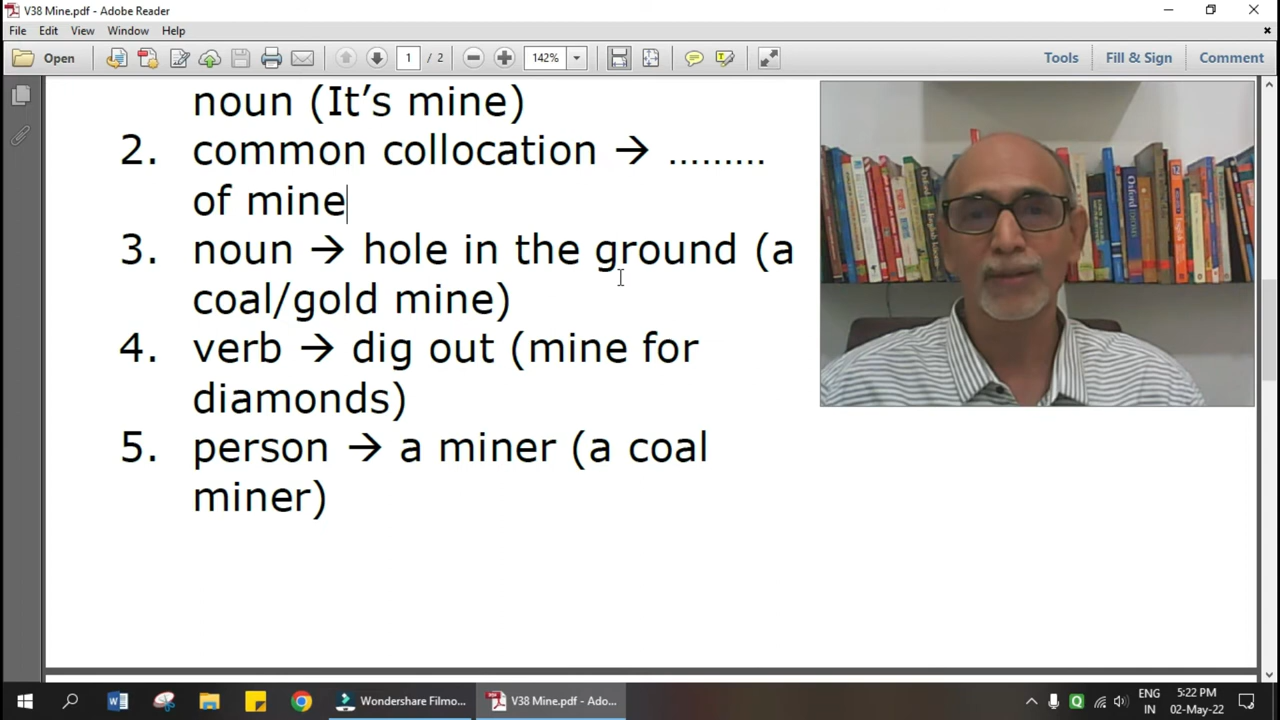 V38 Mine.pdf - Adobe Reader
File Edit View Window Help
Open 1 / 2 142% Tools Fill & Sign Comment
noun (It’s mine)
2. common collocation → ………
of mine
3. noun → hole in the ground (a
coal/gold mine)
4. verb → dig out (mine for
diamonds)
5. person → a miner (a coal
miner)
Oxford
Wondershare Filmo... V38 Mine.pdf - Ado...
ENG 5:22 PM
IN 02-May-22